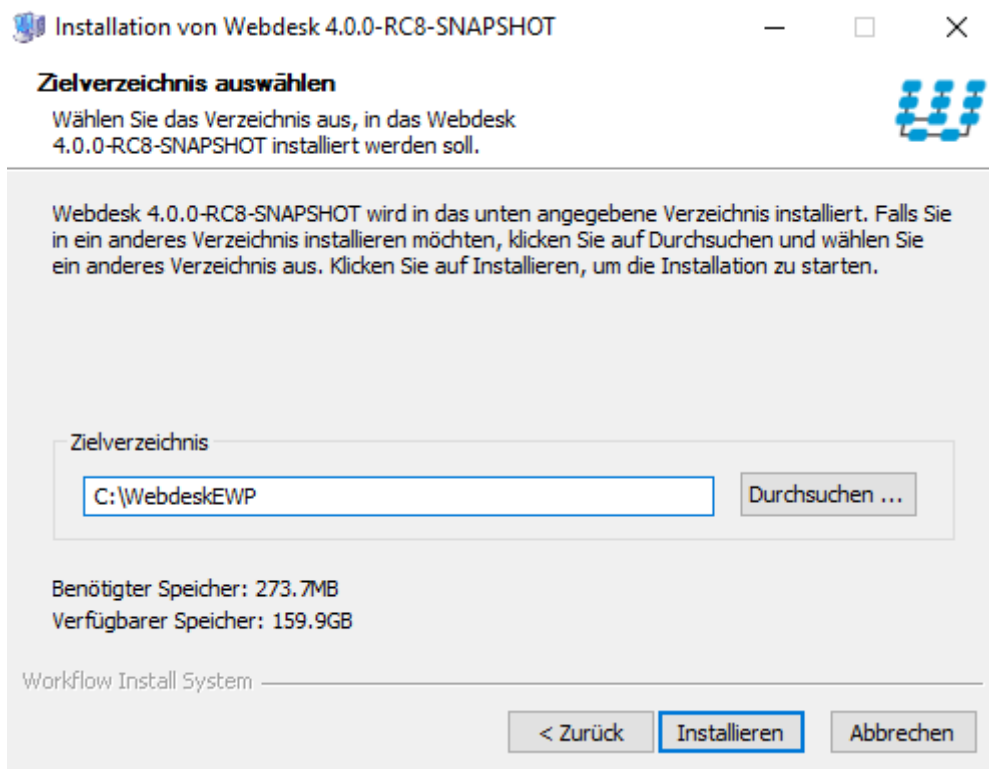 Installation von Webdesk 4.0.0-RC8-SNAPSHOT
Zielverzeichnis auswählen
Wählen Sie das Verzeichnis aus, in das Webdesk
4.0.0-RC8-SNAPSHOT installiert werden soll.
Webdesk 4.0.0-RC8-SNAPSHOT wird in das unten angegebene Verzeichnis installiert. Falls Sie
in ein anderes Verzeichnis installieren möchten, klicken Sie auf Durchsuchen und wählen Sie
ein anderes Verzeichnis aus. Klicken Sie auf Installieren, um die Installation zu starten.
Zielverzeichnis
C:\WebdeskEWP
Durchsuchen ...
Benötigter Speicher: 273.7MB
Verfügbarer Speicher: 159.9GB
Workflow Install System
< Zurück
Installieren
Abbrechen